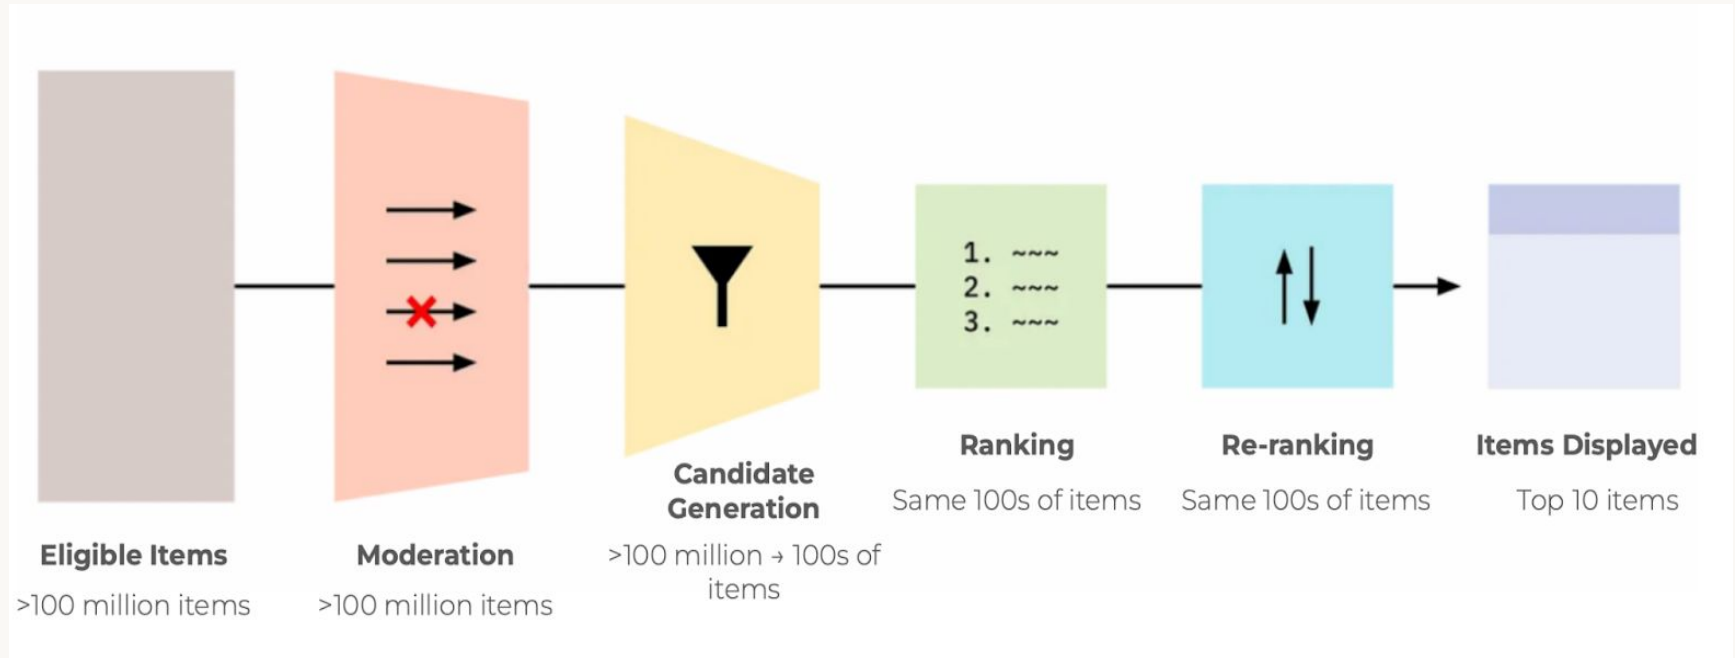 1. ~~~
2. ~~~
3. ~~~
Eligible Items
>100 million items
Moderation
>100 million items
Candidate
Generation
>100 million → 100s of
items
Ranking
Same 100s of items
Re-ranking
Same 100s of items
Items Displayed
Top 10 items